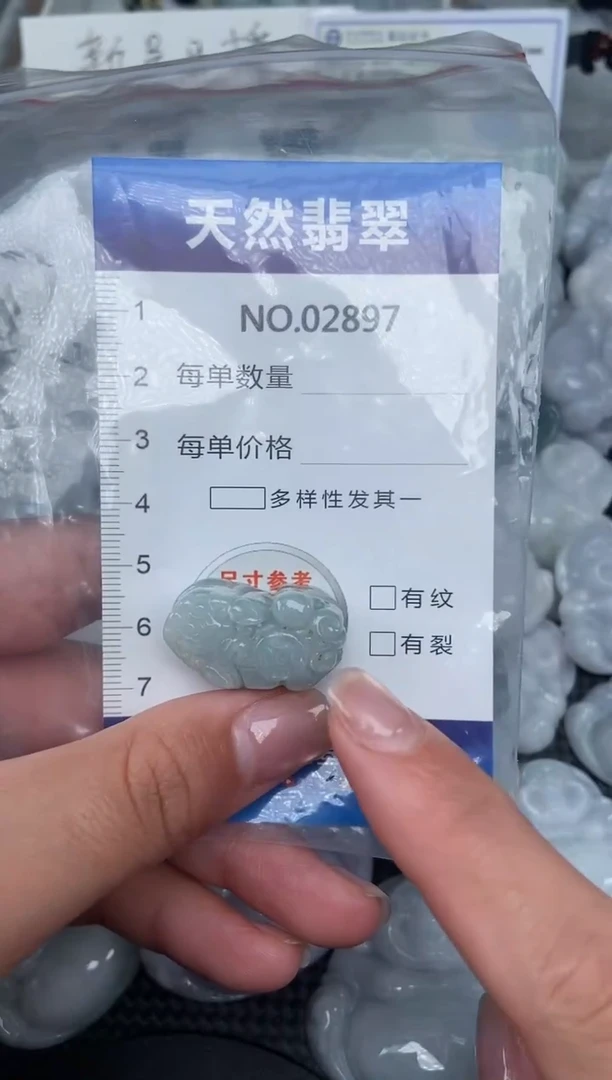 天然翡翠
NO.02897
1
2
每单数量
3
每单价格
4
多样性发其一
5
尺寸参考
有纹
6
有裂
7